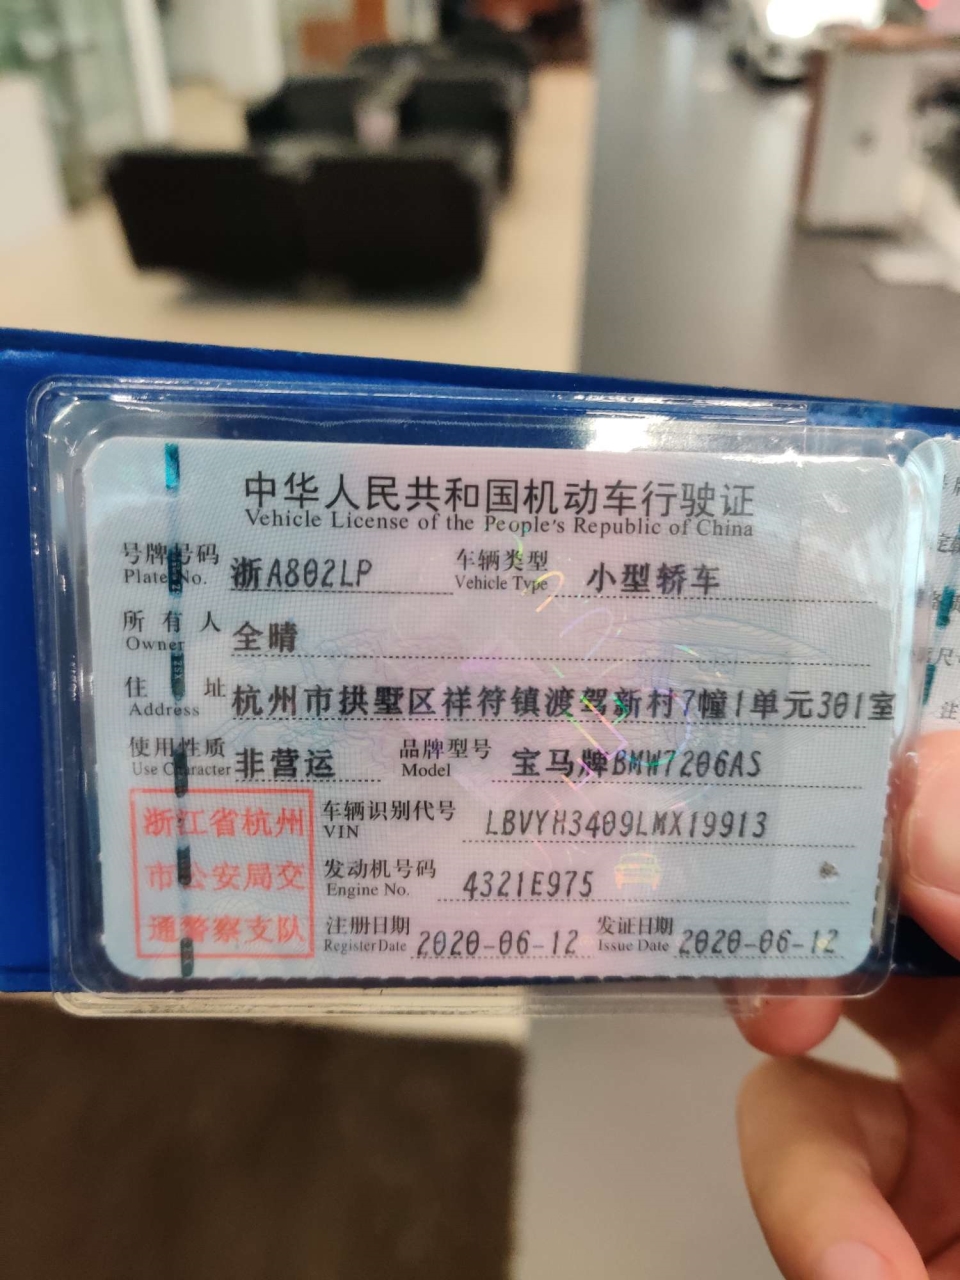 中华人民共和国机动车行驶证
Vehicle License of the People's Republic of China
号牌号码 浙A802LP 车辆类型 小型轿车
Plate No. Vehicle Type
所有人 全晴
Owner
住址 杭州市拱墅区祥符镇渡驾新村7幢1单元301室
Address
使用性质 非营运 品牌型号 宝马牌BMW7206AS
Use Character Model
浙江省杭州
市公安局交
通警察支队
车辆识别代号 LBVYH3409LMX19913
VIN
发动机号码 4321E975
Engine No.
注册日期 2020-06-12 发证日期 2020-06-12
Register Date Issue Date